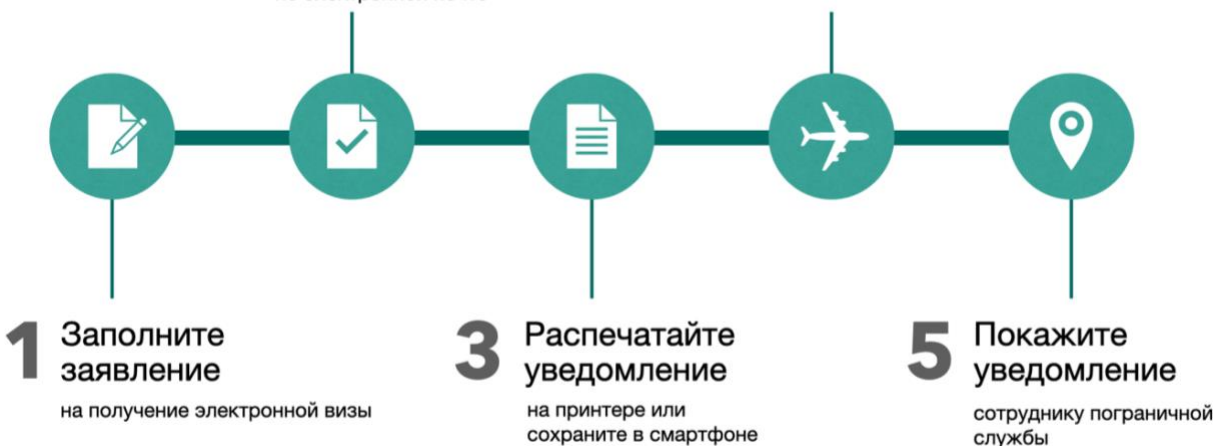 1 Заполните
заявление
на получение электронной визы
3 Распечатайте
уведомление
на принтере или
сохраните в смартфоне
5 Покажите
уведомление
сотруднику пограничной
службы